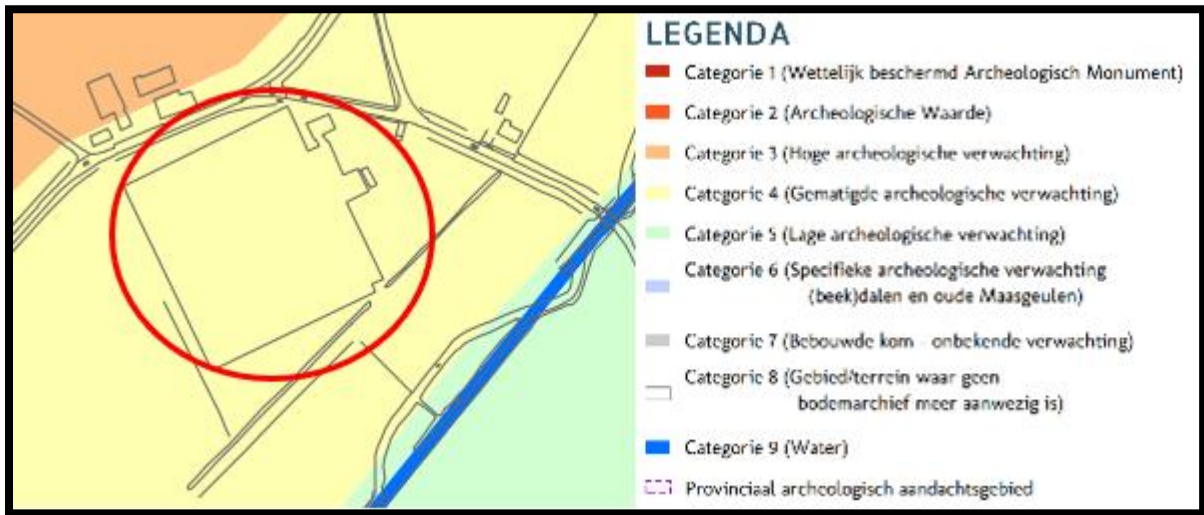 LEGENDA
Categorie 1 (Wettelijk beschermd Archeologisch Monument)
Categorie 2 (Archeologische Waarde)
Categorie 3 (Hoge archeologische verwachting)
Categorie 4 (Gematigde archeologische verwachting)
Categorie 5 (Lage archeologische verwachting)
Categorie 6 (Specifieke archeologische verwachting
(beek)dalen en oude Maasgeulen)
Categorie 7 (Bebouwde kom - onbekende verwachting)
Categorie 8 (Gebied/terrein waar geen
bodemarchief meer aanwezig is)
Categorie 9 (Water)
Provinciaal archeologisch aandachtsgebied